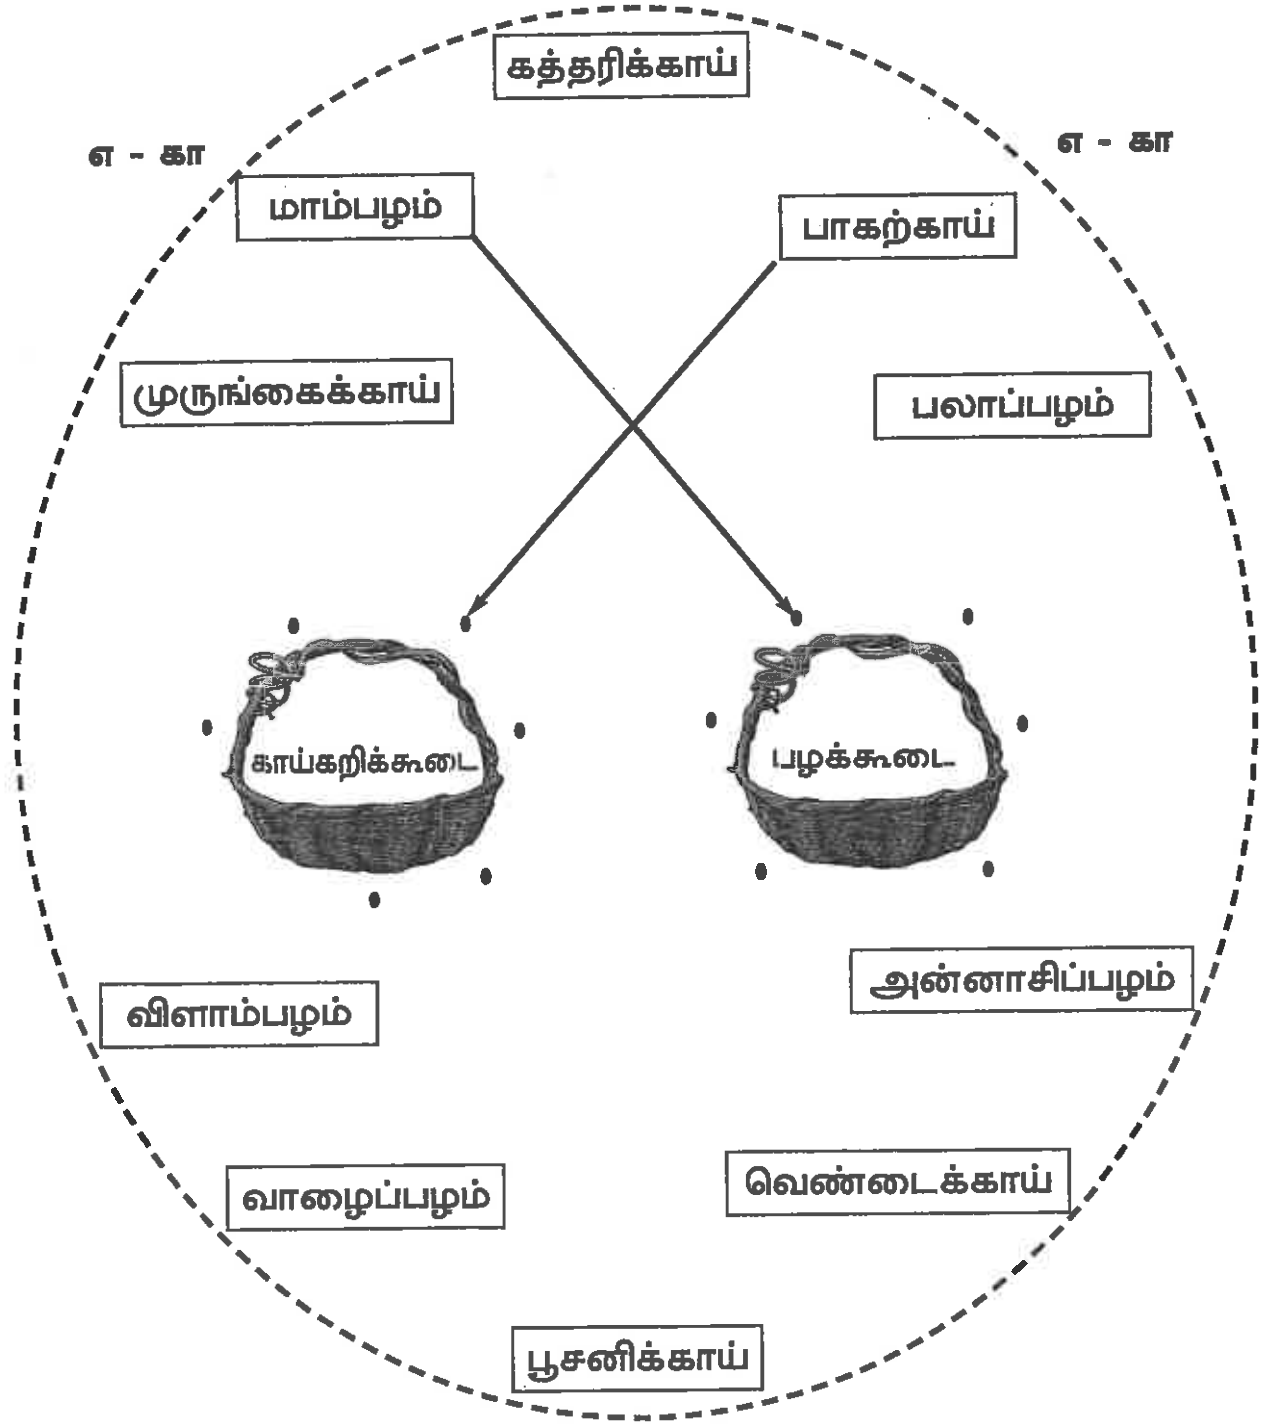 கத்தரிக்காய்
எ - கா
எ - கா
மாம்பழம்
பாகற்காய்
முருங்கைக்காய்
பலாப்பழம்
காய்கறிக்கூடை
பழக்கூடை
விளாம்பழம்
அன்னாசிப்பழம்
வாழைப்பழம்
வெண்டைக்காய்
பூசனிக்காய்